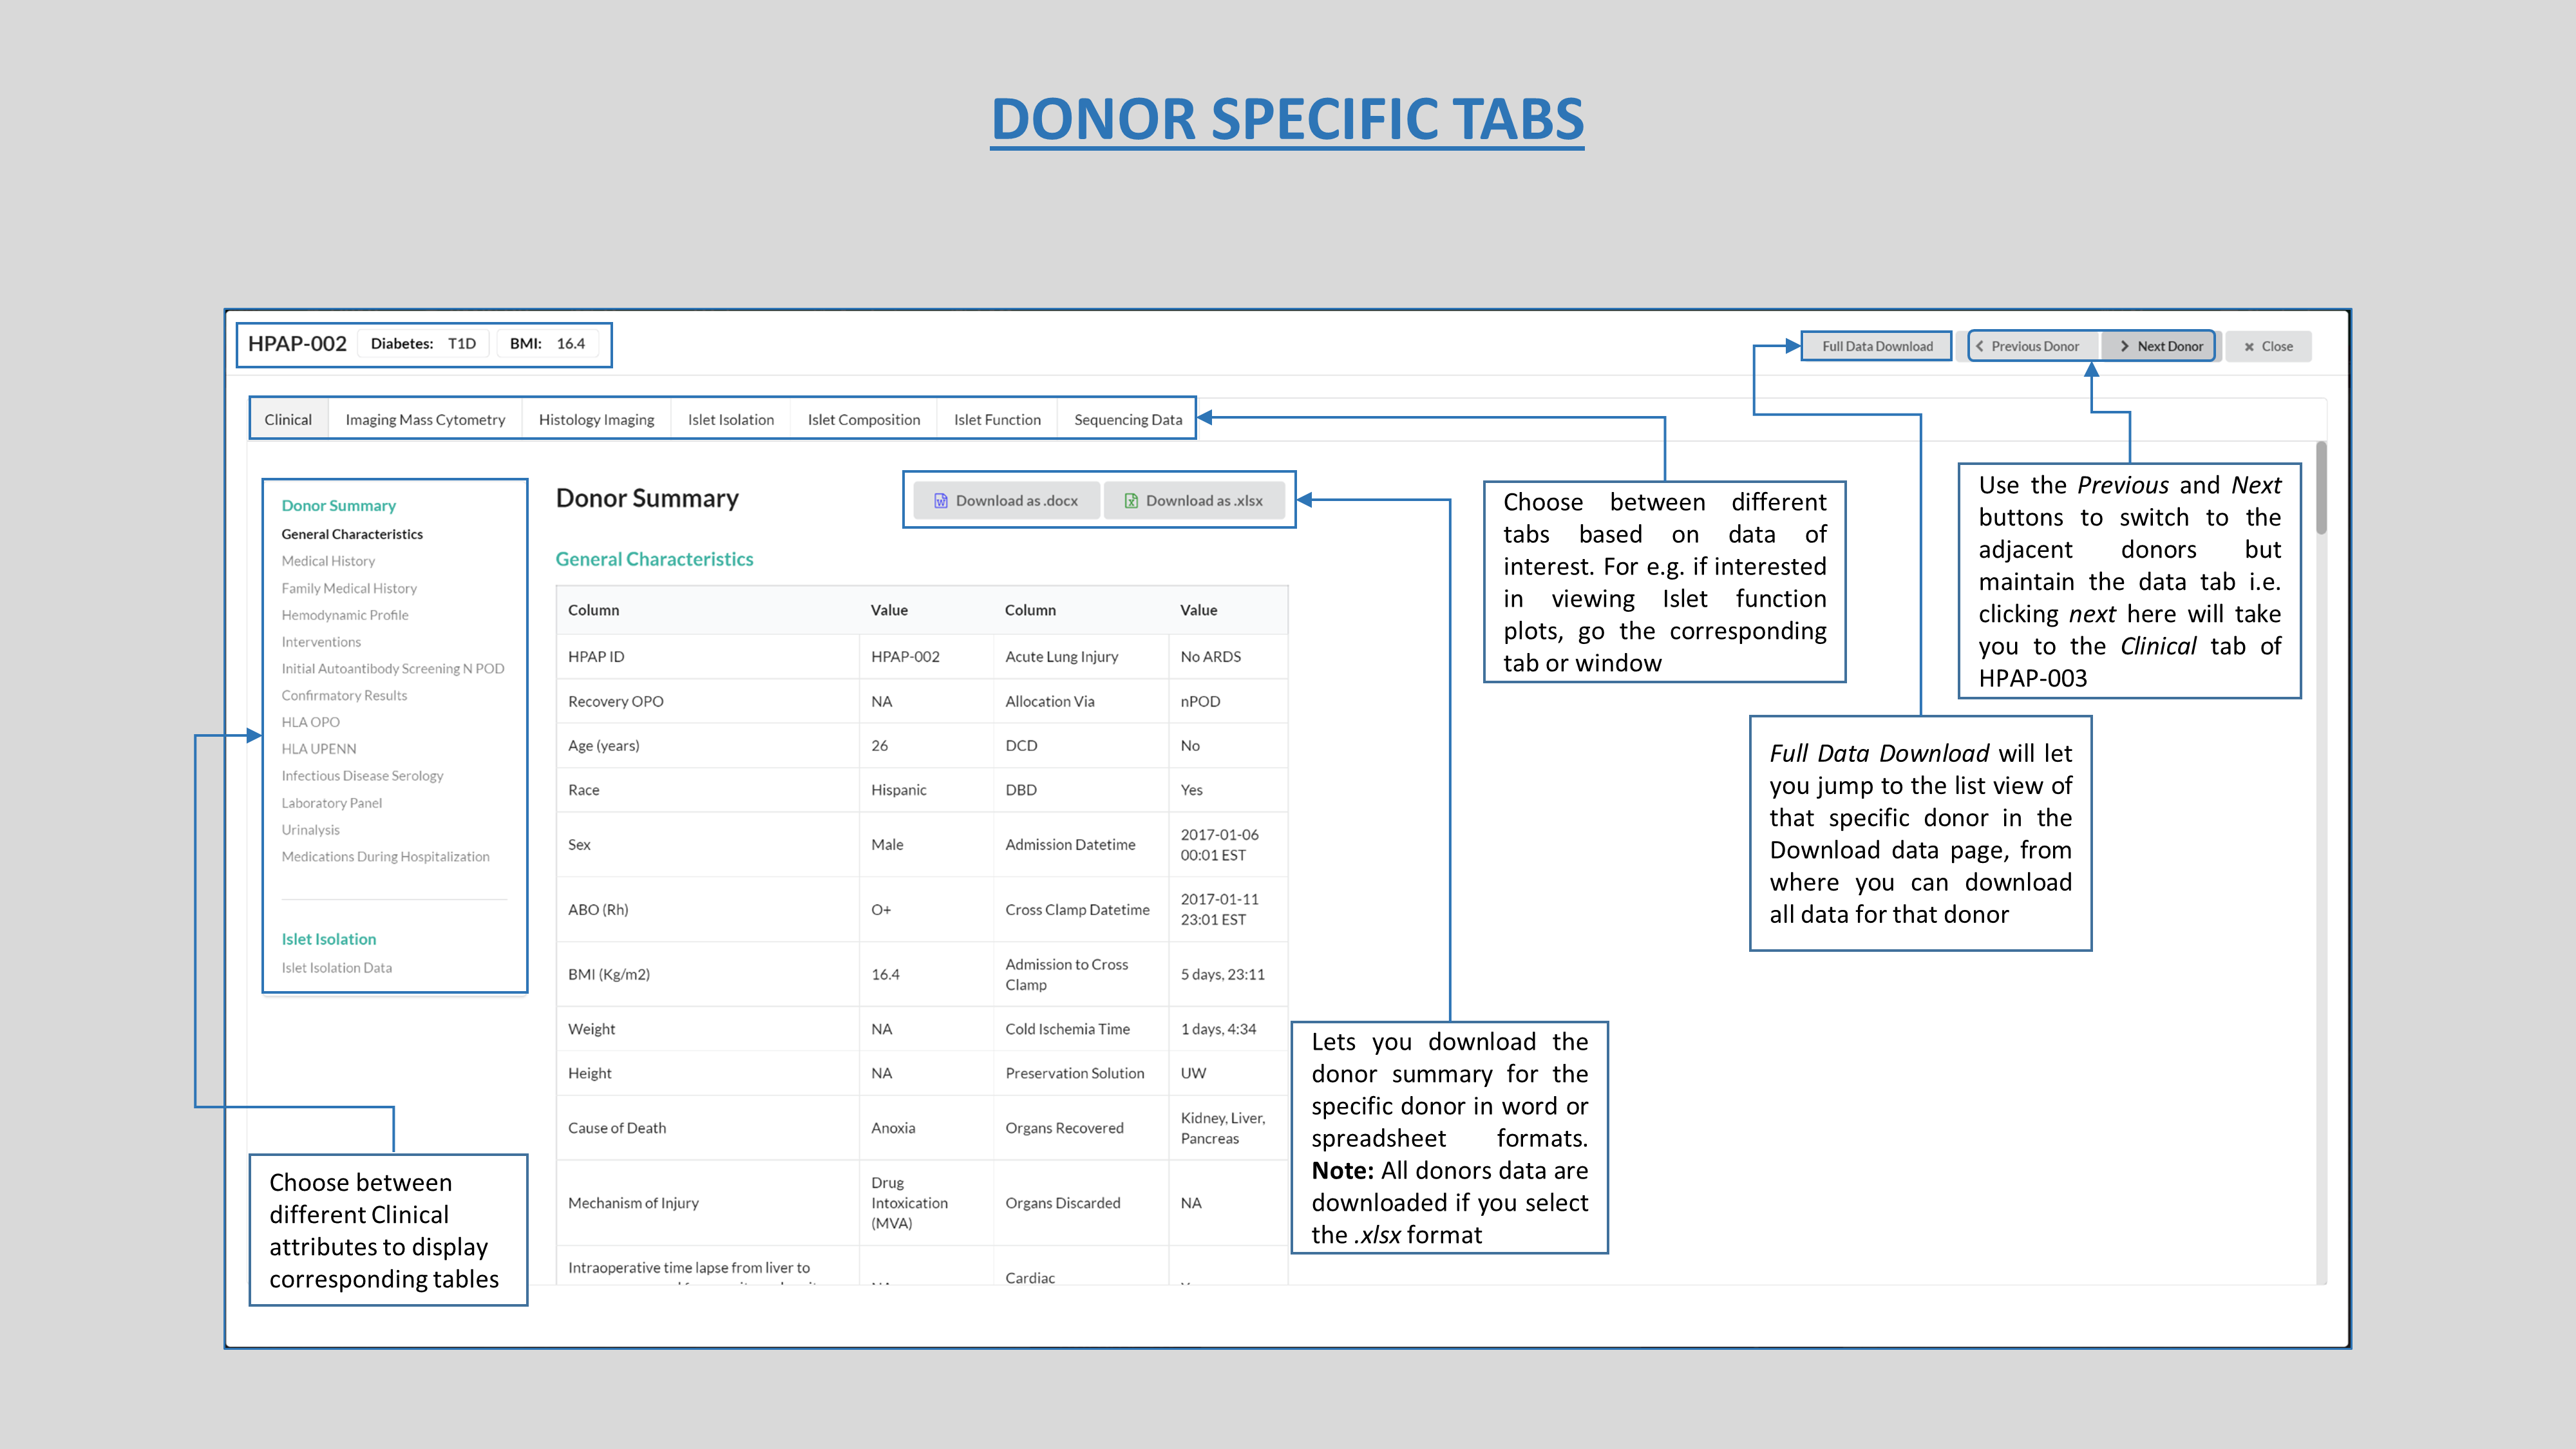 DONOR SPECIFIC TABS
HPAP-002 Diabetes: T1D BMI: 16.4
Full Data Download Previous Donor Next Donor Close
Clinical Imaging Mass Cytometry Histology Imaging Islet Isolation Islet Composition Islet Function Sequencing Data
Donor Summary
General Characteristics
Medical History
Family Medical History
Hemodynamic Profile
Interventions
Initial Autoantibody Screening N POD
Confirmatory Results
HLA OPO
HLA UPENN
Infectious Disease Serology
Laboratory Panel
Urinalysis
Medications During Hospitalization
Islet Isolation
Islet Isolation Data
Choose between
different Clinical
attributes to display
corresponding tables
Donor Summary
Download as .docx Download as .xlsx
General Characteristics
Column Value Column Value
HPAP ID HPAP-002 Acute Lung Injury No ARDS
Recovery OPO NA Allocation Via nPOD
Age (years) 26 DCD No
Race Hispanic DBD Yes
Sex Male Admission Datetime 2017-01-06
00:01 EST
ABO (Rh) O+ Cross Clamp Datetime 2017-01-11
23:01 EST
BMI (Kg/m2) 16.4 Admission to Cross
Clamp 5 days, 23:11
Weight NA Cold Ischemia Time 1 days, 4:34
Height NA Preservation Solution UW
Cause of Death Anoxia Organs Recovered Kidney, Liver,
Pancreas
Mechanism of Injury Drug
Intoxication
(MVA) Organs Discarded NA
Intraoperative time lapse from liver to
Cardiac
Choose between different
tabs based on data of
interest. For e.g. if interested
in viewing Islet function
plots, go the corresponding
tab or window
Use the Previous and Next
buttons to switch to the
adjacent donors but
maintain the data tab i.e.
clicking next here will take
you to the Clinical tab of
HPAP-003
Full Data Download will let
you jump to the list view of
that specific donor in the
Download data page, from
where you can download
all data for that donor
Lets you download the
donor summary for the
specific donor in word or
spreadsheet formats.
Note: All donors data are
downloaded if you select
the .xlsx format